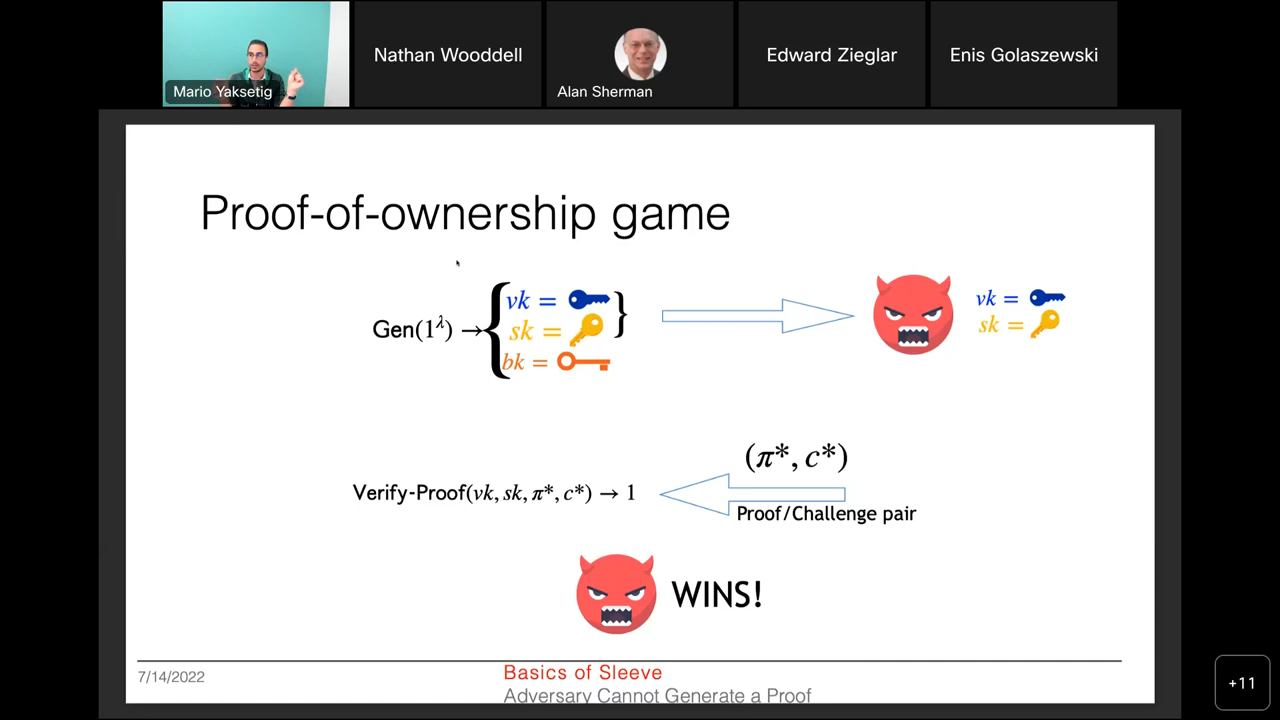 Mario Yaksetig
Nathan Wooddell
Alan Sherman
Edward Zieglar
Enis Golaszewski
Proof-of-ownership game
Gen(1^λ) →
{
vk =
sk =
bk =
}
vk =
sk =
(π*, c*)
Verify-Proof(vk, sk, π*, c*) → 1
Proof/Challenge pair
WINS!
7/14/2022
Basics of Sleeve
Adversary Cannot Generate a Proof
+11